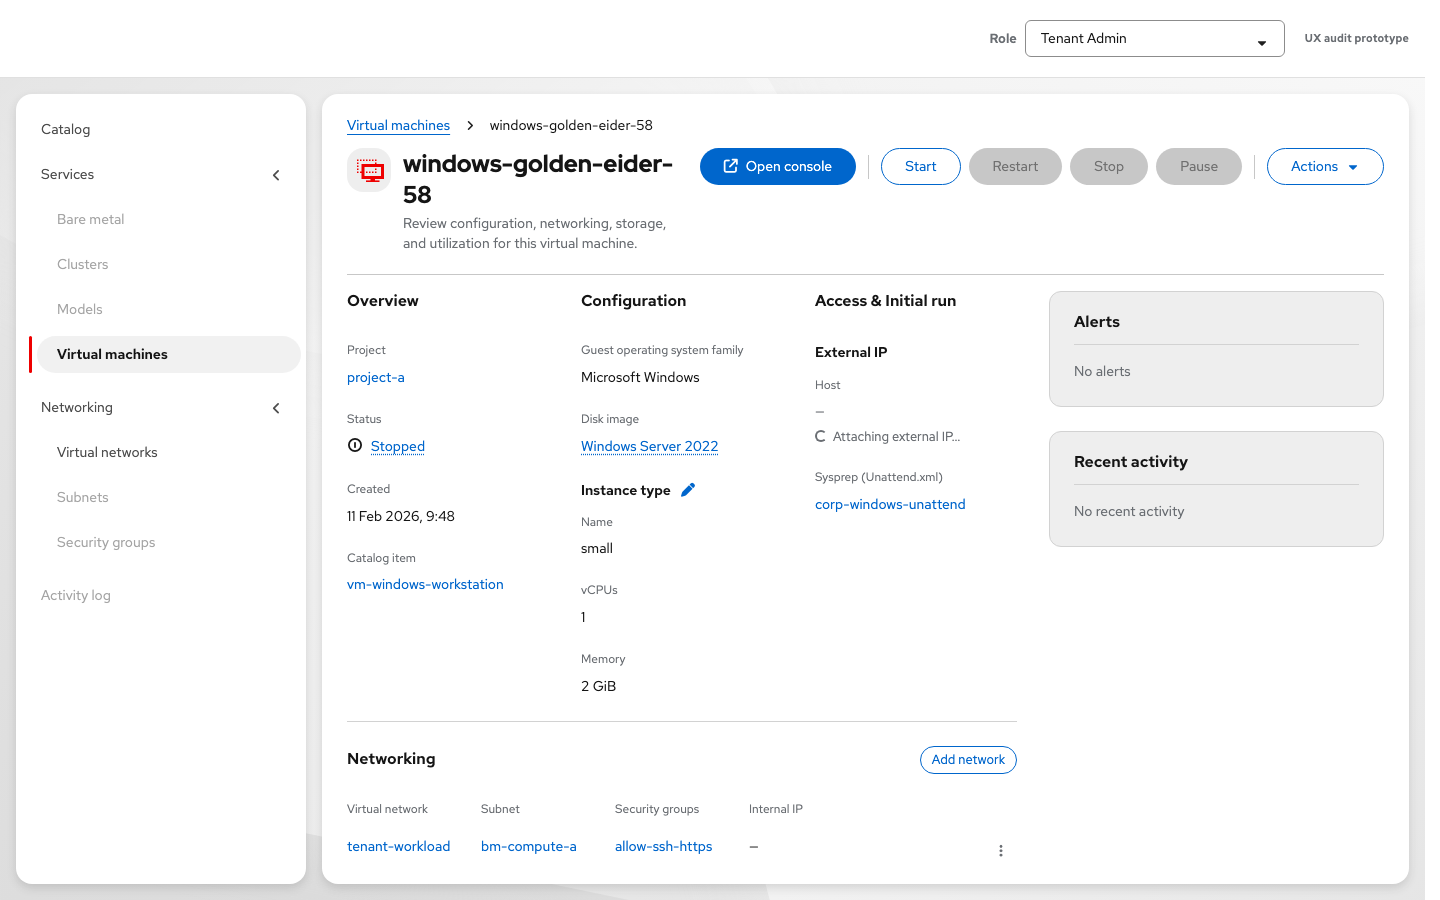 Role
Tenant Admin
UX audit prototype
Catalog
Services
Bare metal
Clusters
Models
Virtual machines
Networking
Virtual networks
Subnets
Security groups
Activity log
Virtual machines > windows-golden-eider-58
windows-golden-eider-
58
Review configuration, networking, storage,
and utilization for this virtual machine.
Open console
Start
Restart
Stop
Pause
Actions
Overview
Project
project-a
Status
Stopped
Created
11 Feb 2026, 9:48
Catalog item
vm-windows-workstation
Configuration
Guest operating system family
Microsoft Windows
Disk image
Windows Server 2022
Instance type
Name
small
vCPUs
1
Memory
2 GiB
Access & Initial run
External IP
Host
—
Attaching external IP...
Sysprep (Unattend.xml)
corp-windows-unattend
Alerts
No alerts
Recent activity
No recent activity
Networking
Add network
Virtual network Subnet Security groups Internal IP
tenant-workload bm-compute-a allow-ssh-https —